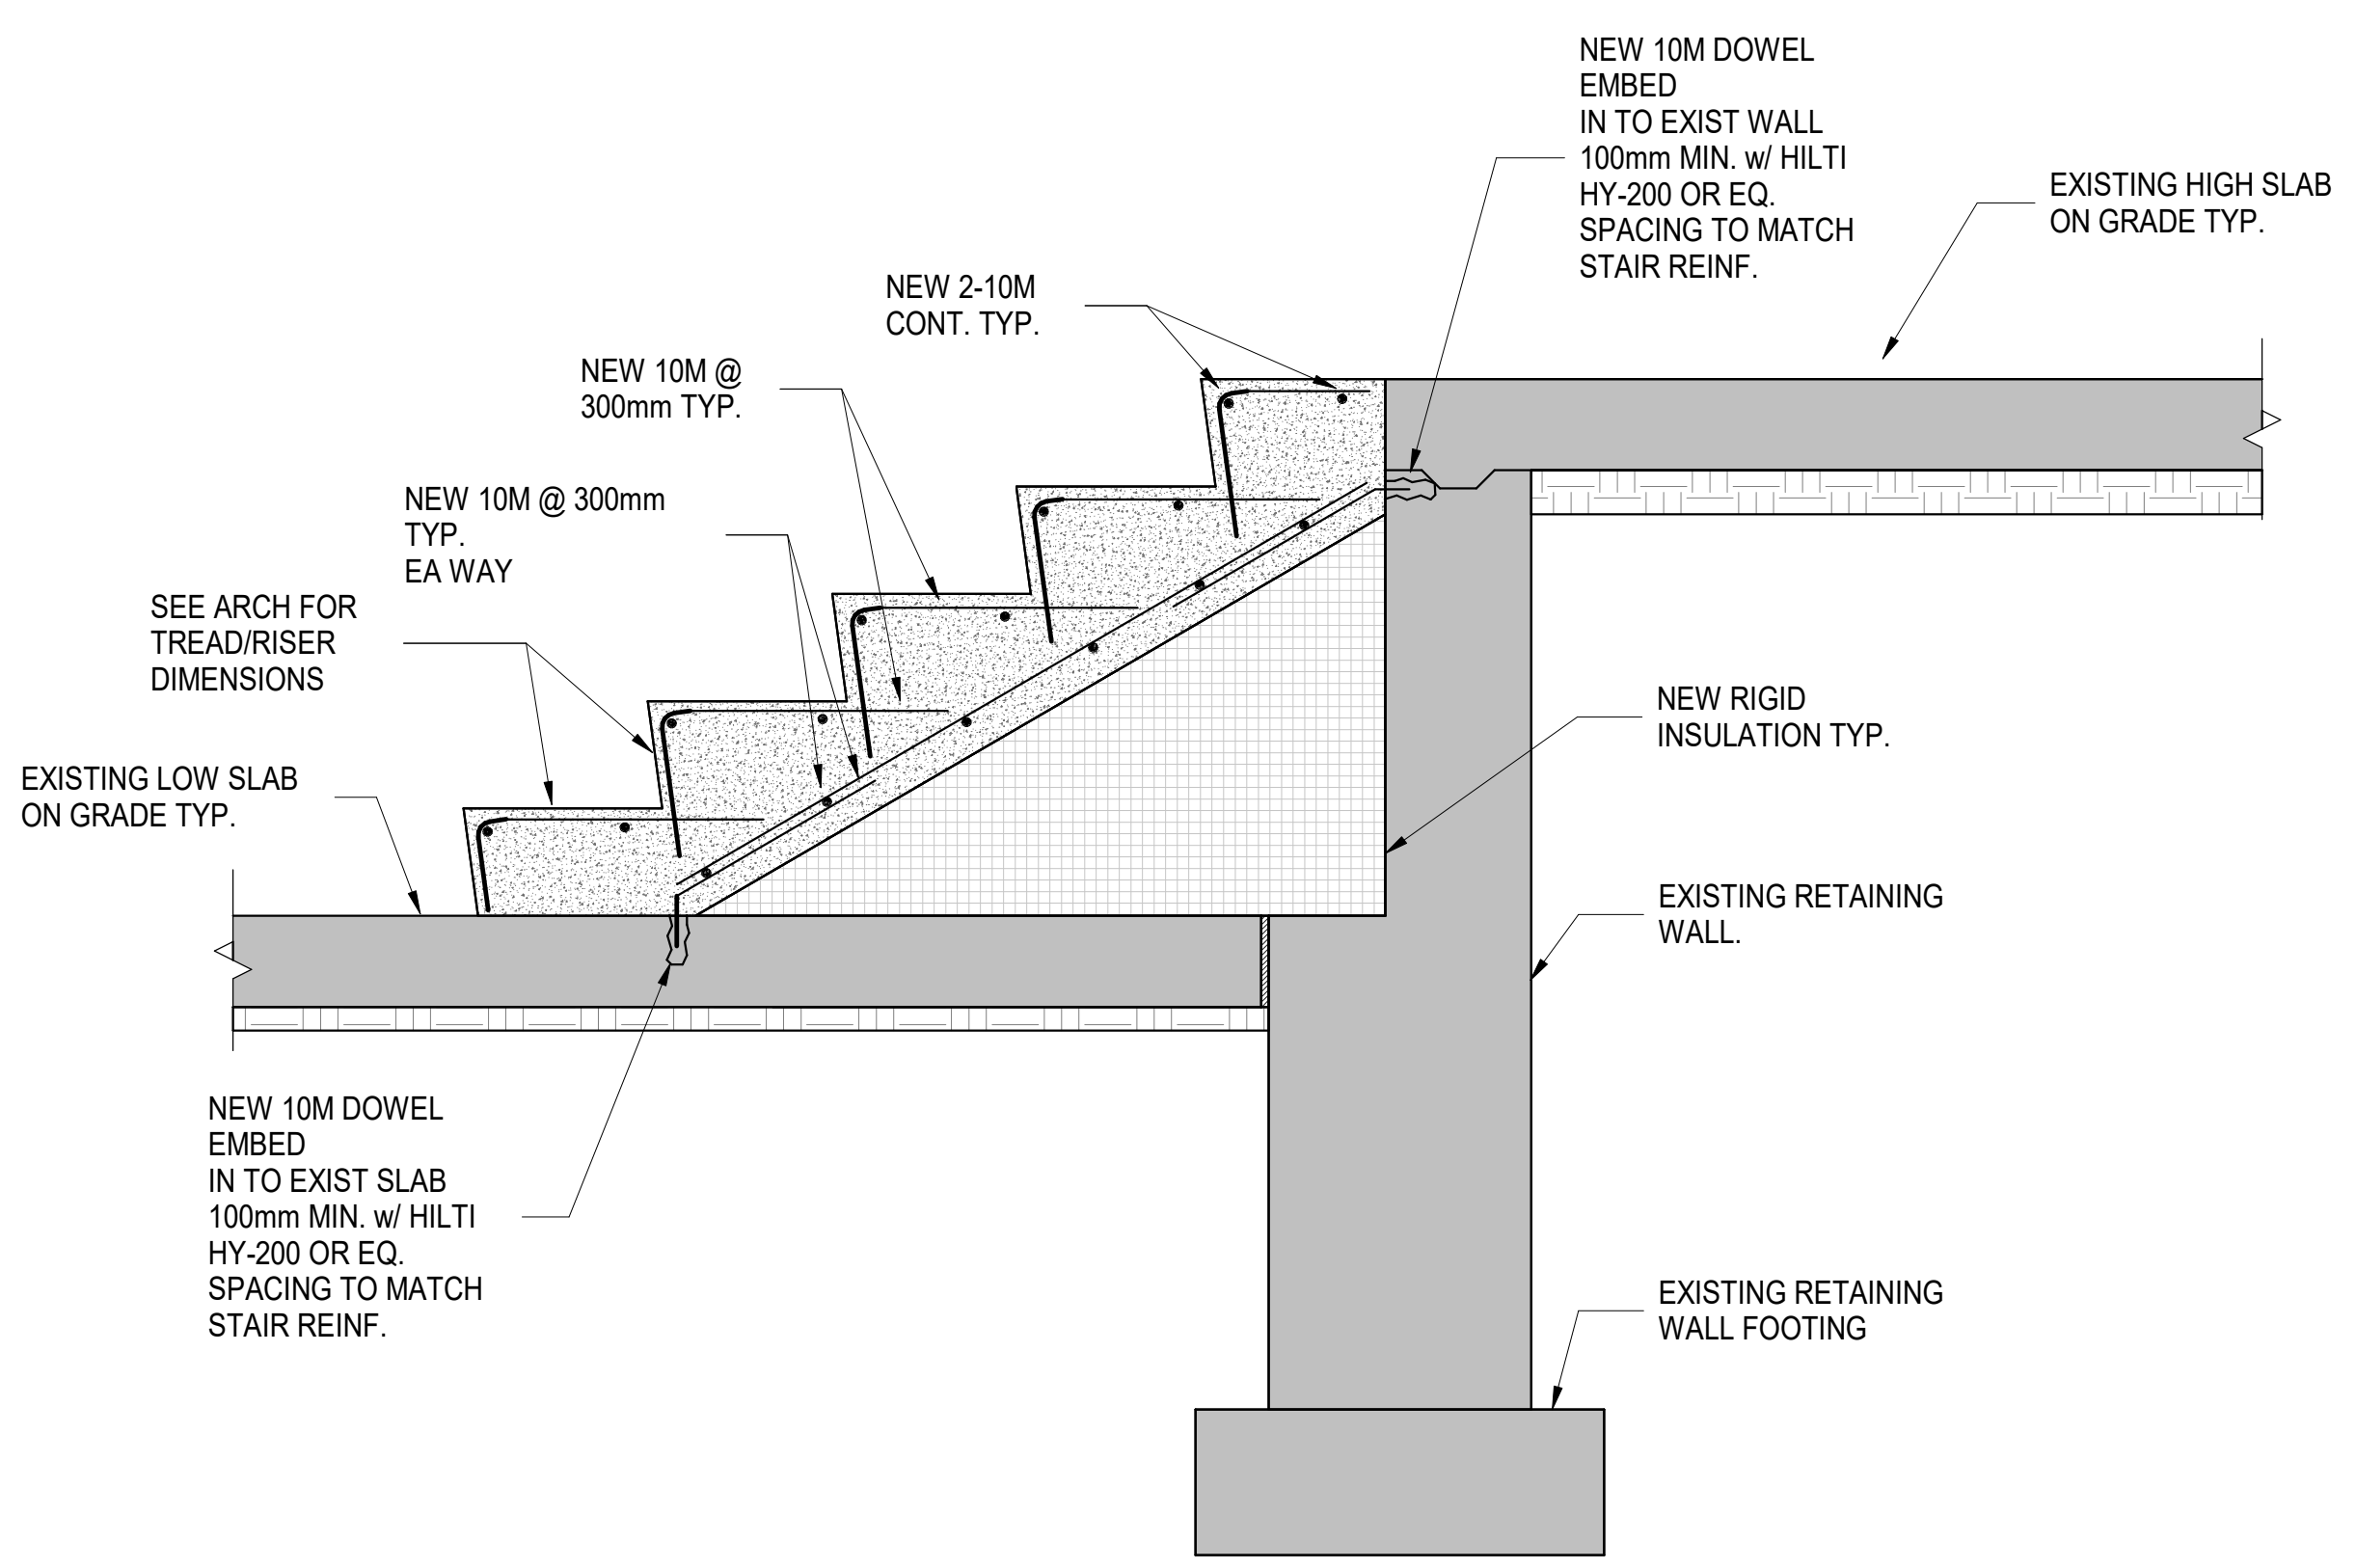 NEW 10M DOWEL
EMBED
IN TO EXIST WALL
100mm MIN. w/ HILTI
HY-200 OR EQ.
SPACING TO MATCH
STAIR REINF.
EXISTING HIGH SLAB
ON GRADE TYP.
NEW 2-10M
CONT. TYP.
NEW 10M @
300mm TYP.
NEW 10M @ 300mm
TYP.
EA WAY
SEE ARCH FOR
TREAD/RISER
DIMENSIONS
EXISTING LOW SLAB
ON GRADE TYP.
NEW RIGID
INSULATION TYP.
EXISTING RETAINING
WALL.
NEW 10M DOWEL
EMBED
IN TO EXIST SLAB
100mm MIN. w/ HILTI
HY-200 OR EQ.
SPACING TO MATCH
STAIR REINF.
EXISTING RETAINING
WALL FOOTING